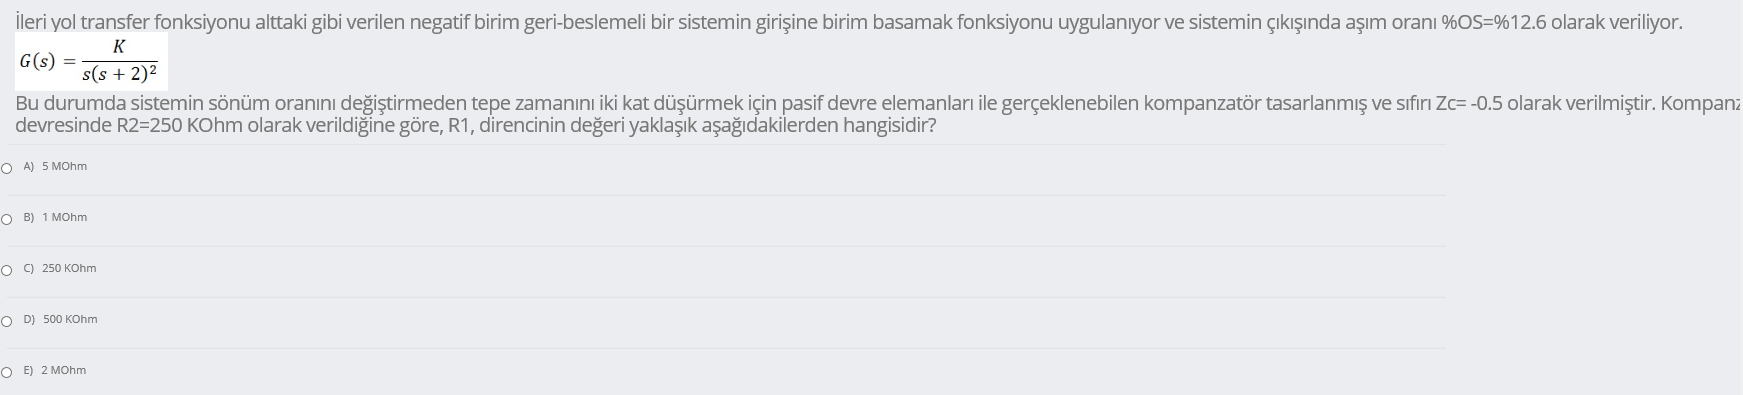 İleri yol transfer fonksiyonu alttaki gibi verilen negatif birim geri-beslemeli bir sistemin girişine birim basamak fonksiyonu uygulanıyor ve sistemin çıkışında aşım oranı %OS=%12.6 olarak veriliyor.
G(s) = K / s(s + 2)²
Bu durumda sistemin sönüm oranını değiştirmeden tepe zamanını iki kat düşürmek için pasif devre elemanları ile gerçeklenebilen kompanzatör tasarlanmış ve sıfırı Zc= -0.5 olarak verilmiştir.
devresinde R2=250 KOhm olarak verildiğine göre, R1, direncinin değeri yaklaşık aşağıdakilerden hangisidir?
A) 5 MOhm
B) 1 MOhm
C) 250 KOhm
D) 500 KOhm
E) 2 MOhm